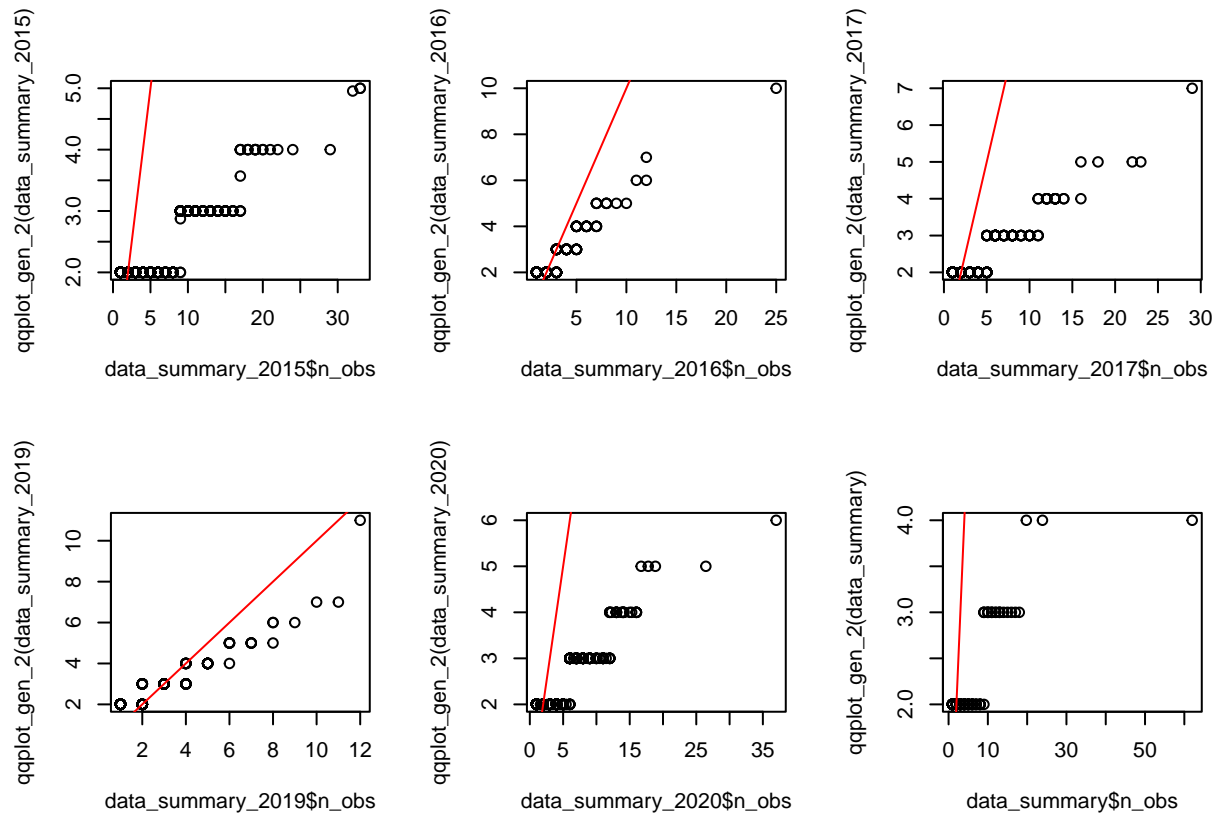 qqplot_gen_2(data_summary_2015)
5.0
4.0
3.0
2.0
0 5 20 30
data_summary_2015$n_obs
qqplot_gen_2(data_summary_2016)
10
8
6
4
2
5 10 15 20 25
data_summary_2016$n_obs
qqplot_gen_2(data_summary_2017)
7
6
5
4
3
2
0 5 10 15 20 25 30
data_summary_2017$n_obs
qqplot_gen_2(data_summary_2019)
10
8
6
4
2
2 4 6 8 10 12
data_summary_2019$n_obs
qqplot_gen_2(data_summary_2020)
6
5
4
3
2
0 5 15 25 35
data_summary_2020$n_obs
qqplot_gen_2(data_summary)
4.0
3.0
2.0
0 10 30 50
data_summary$n_obs